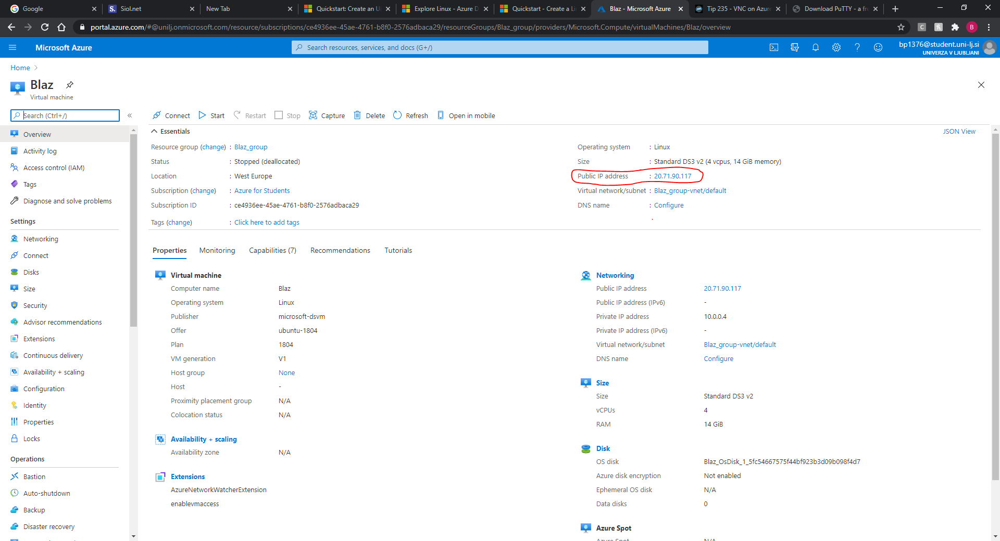 Google
Siol.net
New Tab
Quickstart: Create an U
Explore Linux - Azure D
Quickstart - Create a Li
Blaz - Microsoft Azure
Tip 235 - VNC on Azure
Download PuTTY - a fre
portal.azure.com/#@unilj.onmicrosoft.com/resource/subscriptions/ce4936ee-45ae-4761-b8f0-2576adbaca29/resourceGroups/Blaz_group/providers/Microsoft.Compute/virtualMachines/Blaz/overview
Microsoft Azure
Search resources, services, and docs (G+/)
bp1376@student.uni-lj.si
UNIVERZA V LJUBLJANI
Home
Blaz
Virtual machine
Search (Ctrl+/)
«
Connect
Start
Restart
Stop
Capture
Delete
Refresh
Open in mobile
Overview
Activity log
Access control (IAM)
Tags
Diagnose and solve problems
Settings
Networking
Connect
Disks
Size
Security
Advisor recommendations
Extensions
Continuous delivery
Availability + scaling
Configuration
Identity
Properties
Locks
Operations
Bastion
Auto-shutdown
Backup
Disaster recovery
Essentials
JSON View
Resource group (change) : Blaz_group
Status : Stopped (deallocated)
Location : West Europe
Subscription (change) : Azure for Students
Subscription ID : ce4936ee-45ae-4761-b8f0-2576adbaca29
Tags (change) : Click here to add tags
Operating system : Linux
Size : Standard DS3 v2 (4 vcpus, 14 GiB memory)
Public IP address : 20.71.90.117
Virtual network/subnet : Blaz_group-vnet/default
DNS name : Configure
Properties
Monitoring
Capabilities (7)
Recommendations
Tutorials
Virtual machine
Computer name Blaz
Operating system Linux
Publisher microsoft-dsvm
Offer ubuntu-1804
Plan 1804
VM generation V1
Host group None
Host -
Proximity placement group N/A
Colocation status N/A
Availability + scaling
Availability zone N/A
Extensions
AzureNetworkWatcherExtension
enablevmaccess
Networking
Public IP address 20.71.90.117
Public IP address (IPv6) -
Private IP address 10.0.0.4
Private IP address (IPv6) -
Virtual network/subnet Blaz_group-vnet/default
DNS name Configure
Size
Size Standard DS3 v2
vCPUs 4
RAM 14 GiB
Disk
OS disk Blaz_OsDisk_1_5fc54667575f44bf923b3d09b098f4d7
Azure disk encryption Not enabled
Ephemeral OS disk N/A
Data disks 0
Azure Spot
Azure Spot N/A